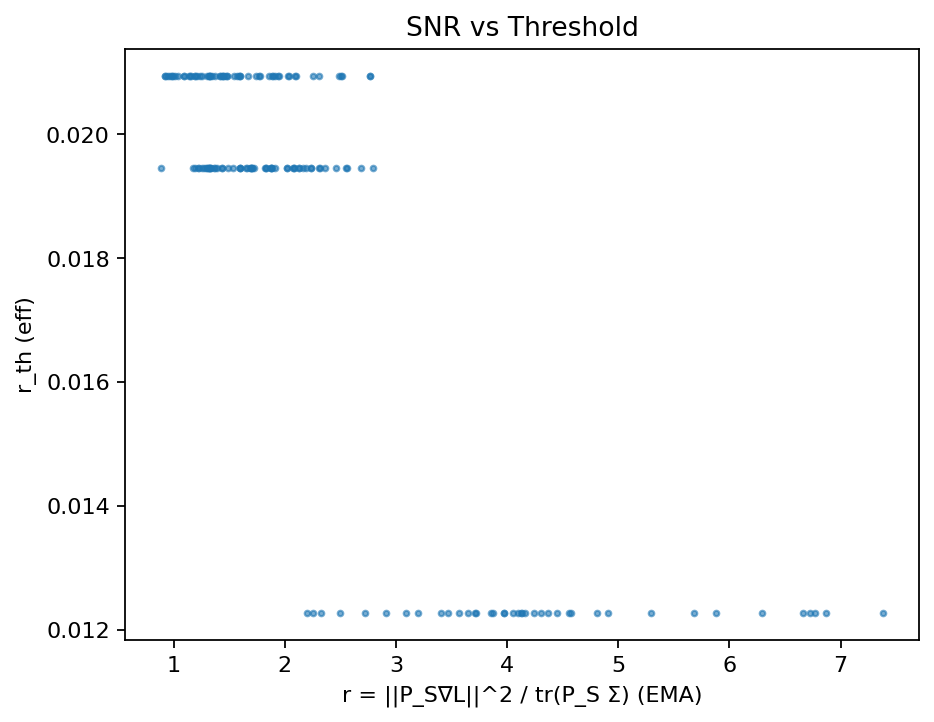 SNR vs Threshold
r_th (eff)
0.020
0.018
0.016
0.014
0.012
1 2 3 4 5 6 7
r = ||P_S∇L||^2 / tr(P_S Σ) (EMA)